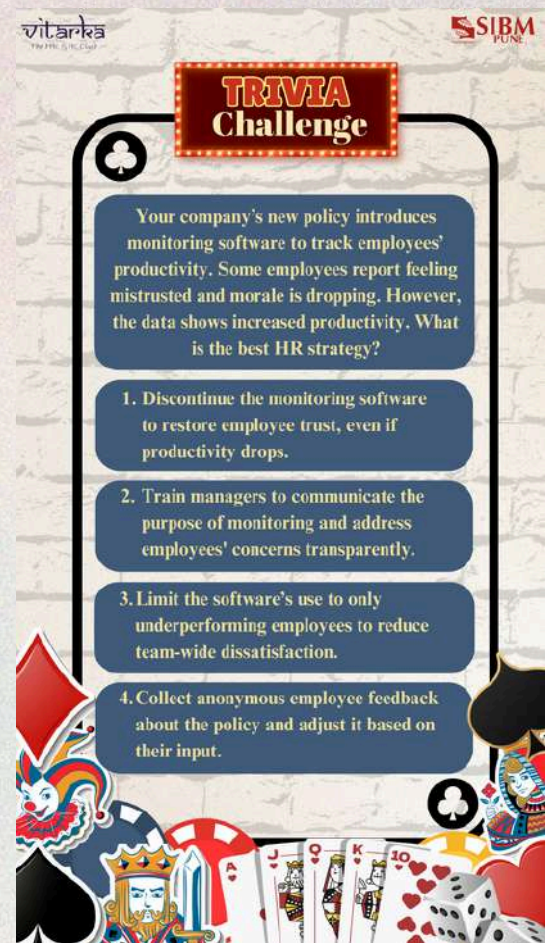 vitarka
SIBM
PUNE
TRIVIA
Challenge
Your company's new policy introduces
monitoring software to track employees'
productivity. Some employees report feeling
mistrusted and morale is dropping. However,
the data shows increased productivity. What
is the best HR strategy?
1. Discontinue the monitoring software
to restore employee trust, even if
productivity drops.
2. Train managers to communicate the
purpose of monitoring and address
employees' concerns transparently.
3. Limit the software's use to only
underperforming employees to reduce
team-wide dissatisfaction.
4. Collect anonymous employee feedback
about the policy and adjust it based on
their input.
A
J
Q
K
10